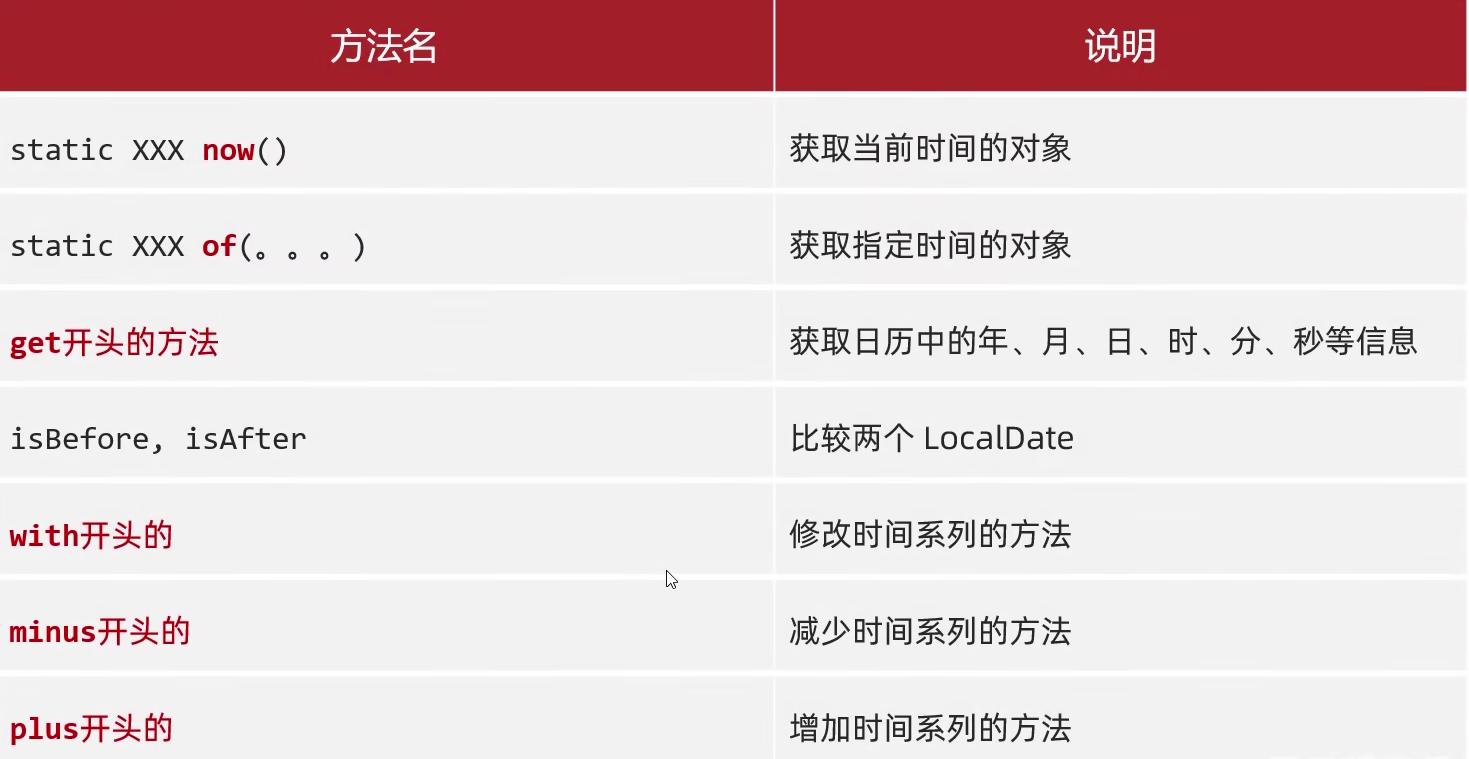 方法名 说明
static XXX now() 获取当前时间的对象
static XXX of(。。。) 获取指定时间的对象
get开头的方法 获取日历中的年、月、日、时、分、秒等信息
isBefore, isAfter 比较两个 LocalDate
with开头的 修改时间系列的方法
minus开头的 减少时间系列的方法
plus开头的 增加时间系列的方法